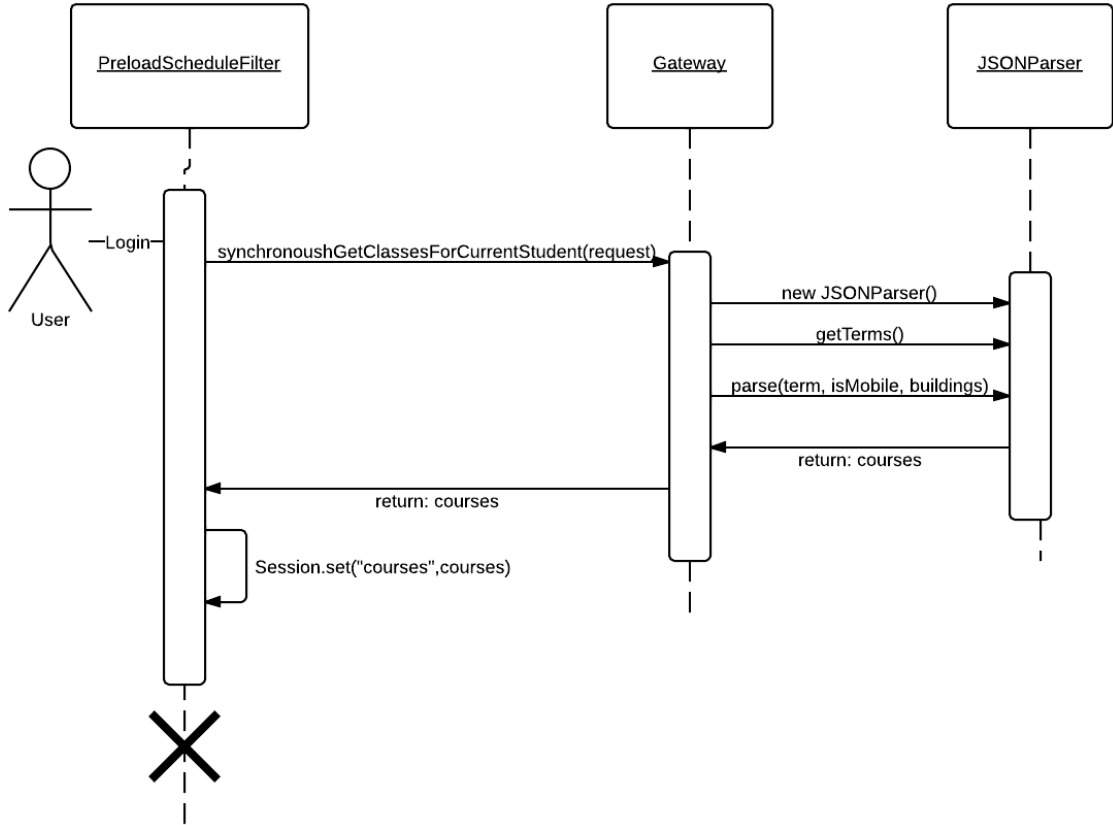 PreloadScheduleFilter
Gateway
JSONParser
User
Login
synchronoushGetClassesForCurrentStudent(request)
new JSONParser()
getTerms()
parse(term, isMobile, buildings)
return: courses
return: courses
Session.set("courses",courses)